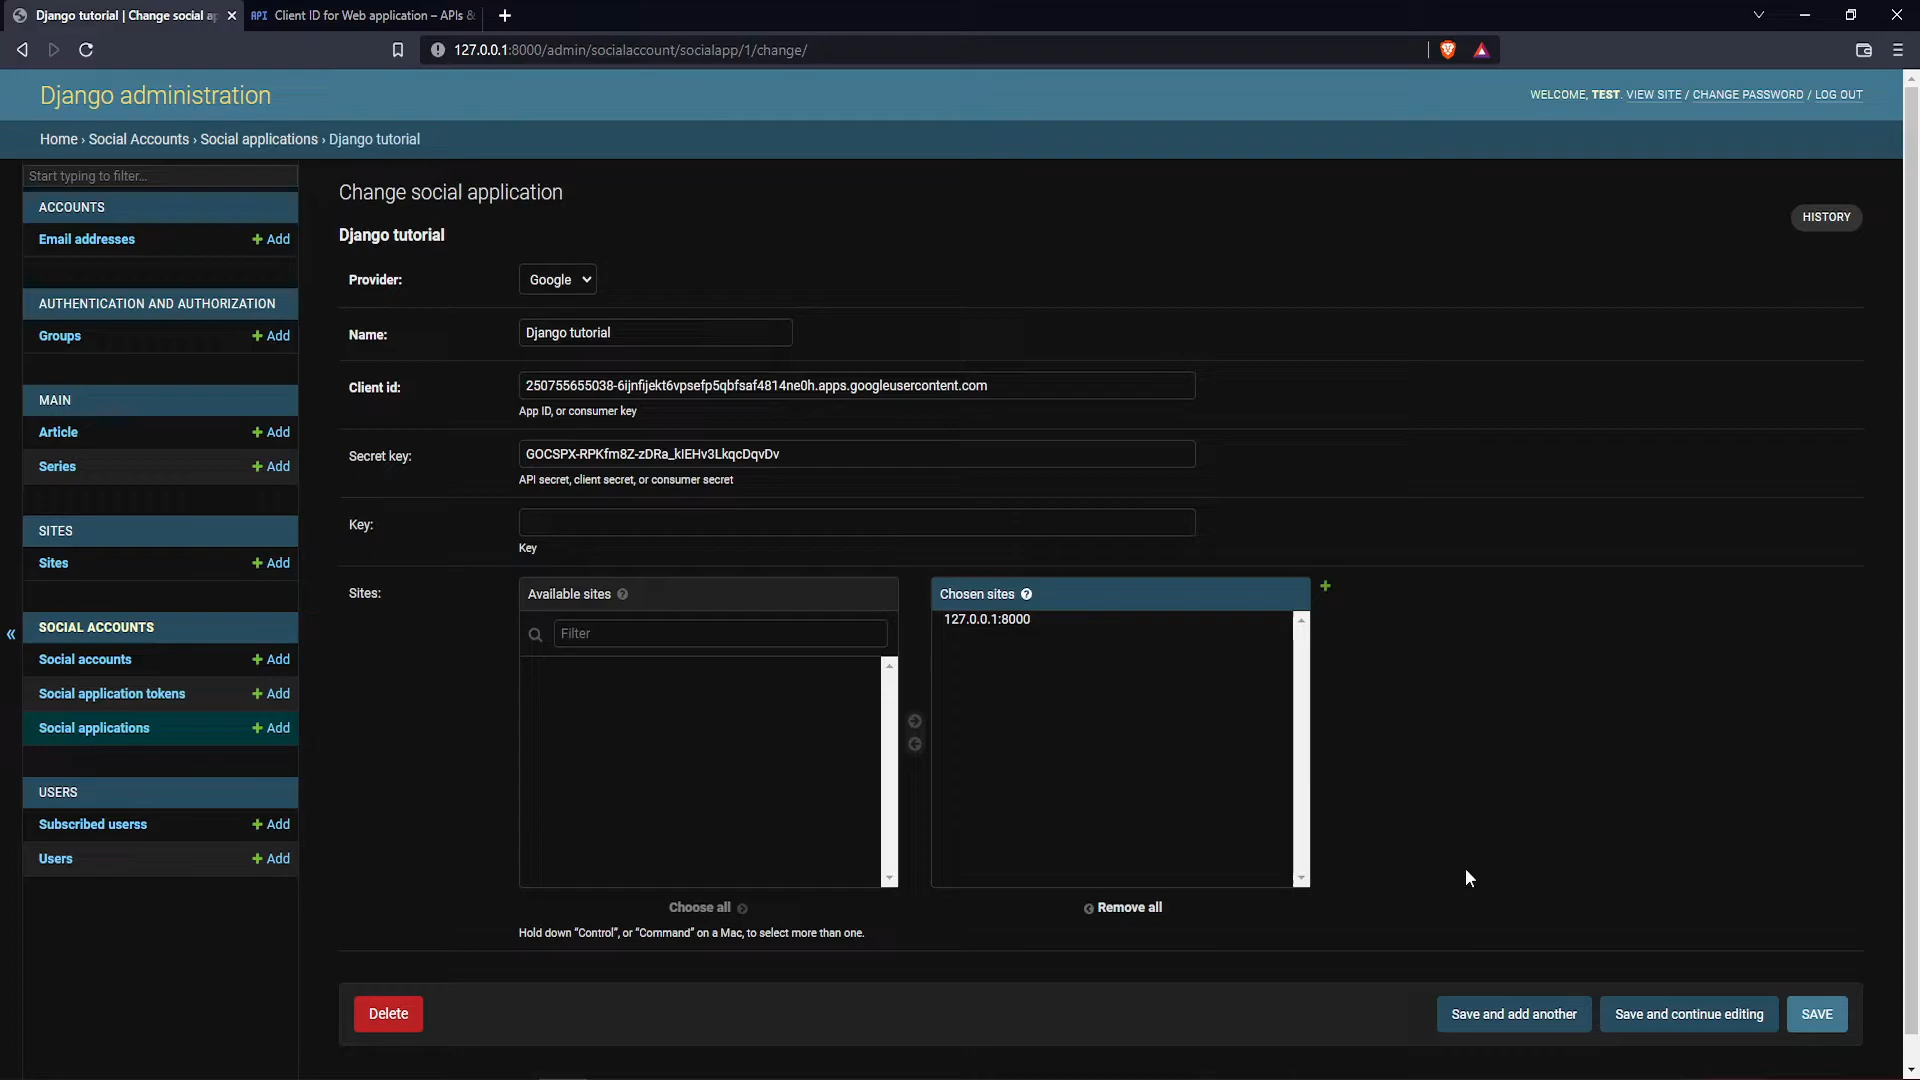 Django tutorial | Change social ap
API Client ID for Web application – APIs &
127.0.0.1:8000/admin/socialaccount/socialapp/1/change/
Django administration
WELCOME, TEST. VIEW SITE / CHANGE PASSWORD / LOG OUT
Home › Social Accounts › Social applications › Django tutorial
Start typing to filter...
ACCOUNTS
Email addresses + Add
AUTHENTICATION AND AUTHORIZATION
Groups + Add
MAIN
Article + Add
Series + Add
SITES
Sites + Add
«
SOCIAL ACCOUNTS
Social accounts + Add
Social application tokens + Add
Social applications + Add
USERS
Subscribed userss + Add
Users + Add
Change social application
HISTORY
Django tutorial
Provider: Google
Name: Django tutorial
Client id: 250755655038-6ijnfijekt6vpsefp5qbfsaf4814ne0h.apps.googleusercontent.com
App ID, or consumer key
Secret key: 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
API secret, client secret, or consumer secret
Key:
Key
Sites:
Available sites ?
Filter
Choose all
Chosen sites ?
127.0.0.1:8000
Remove all
Hold down “Control”, or “Command” on a Mac, to select more than one.
Delete
Save and add another
Save and continue editing
SAVE